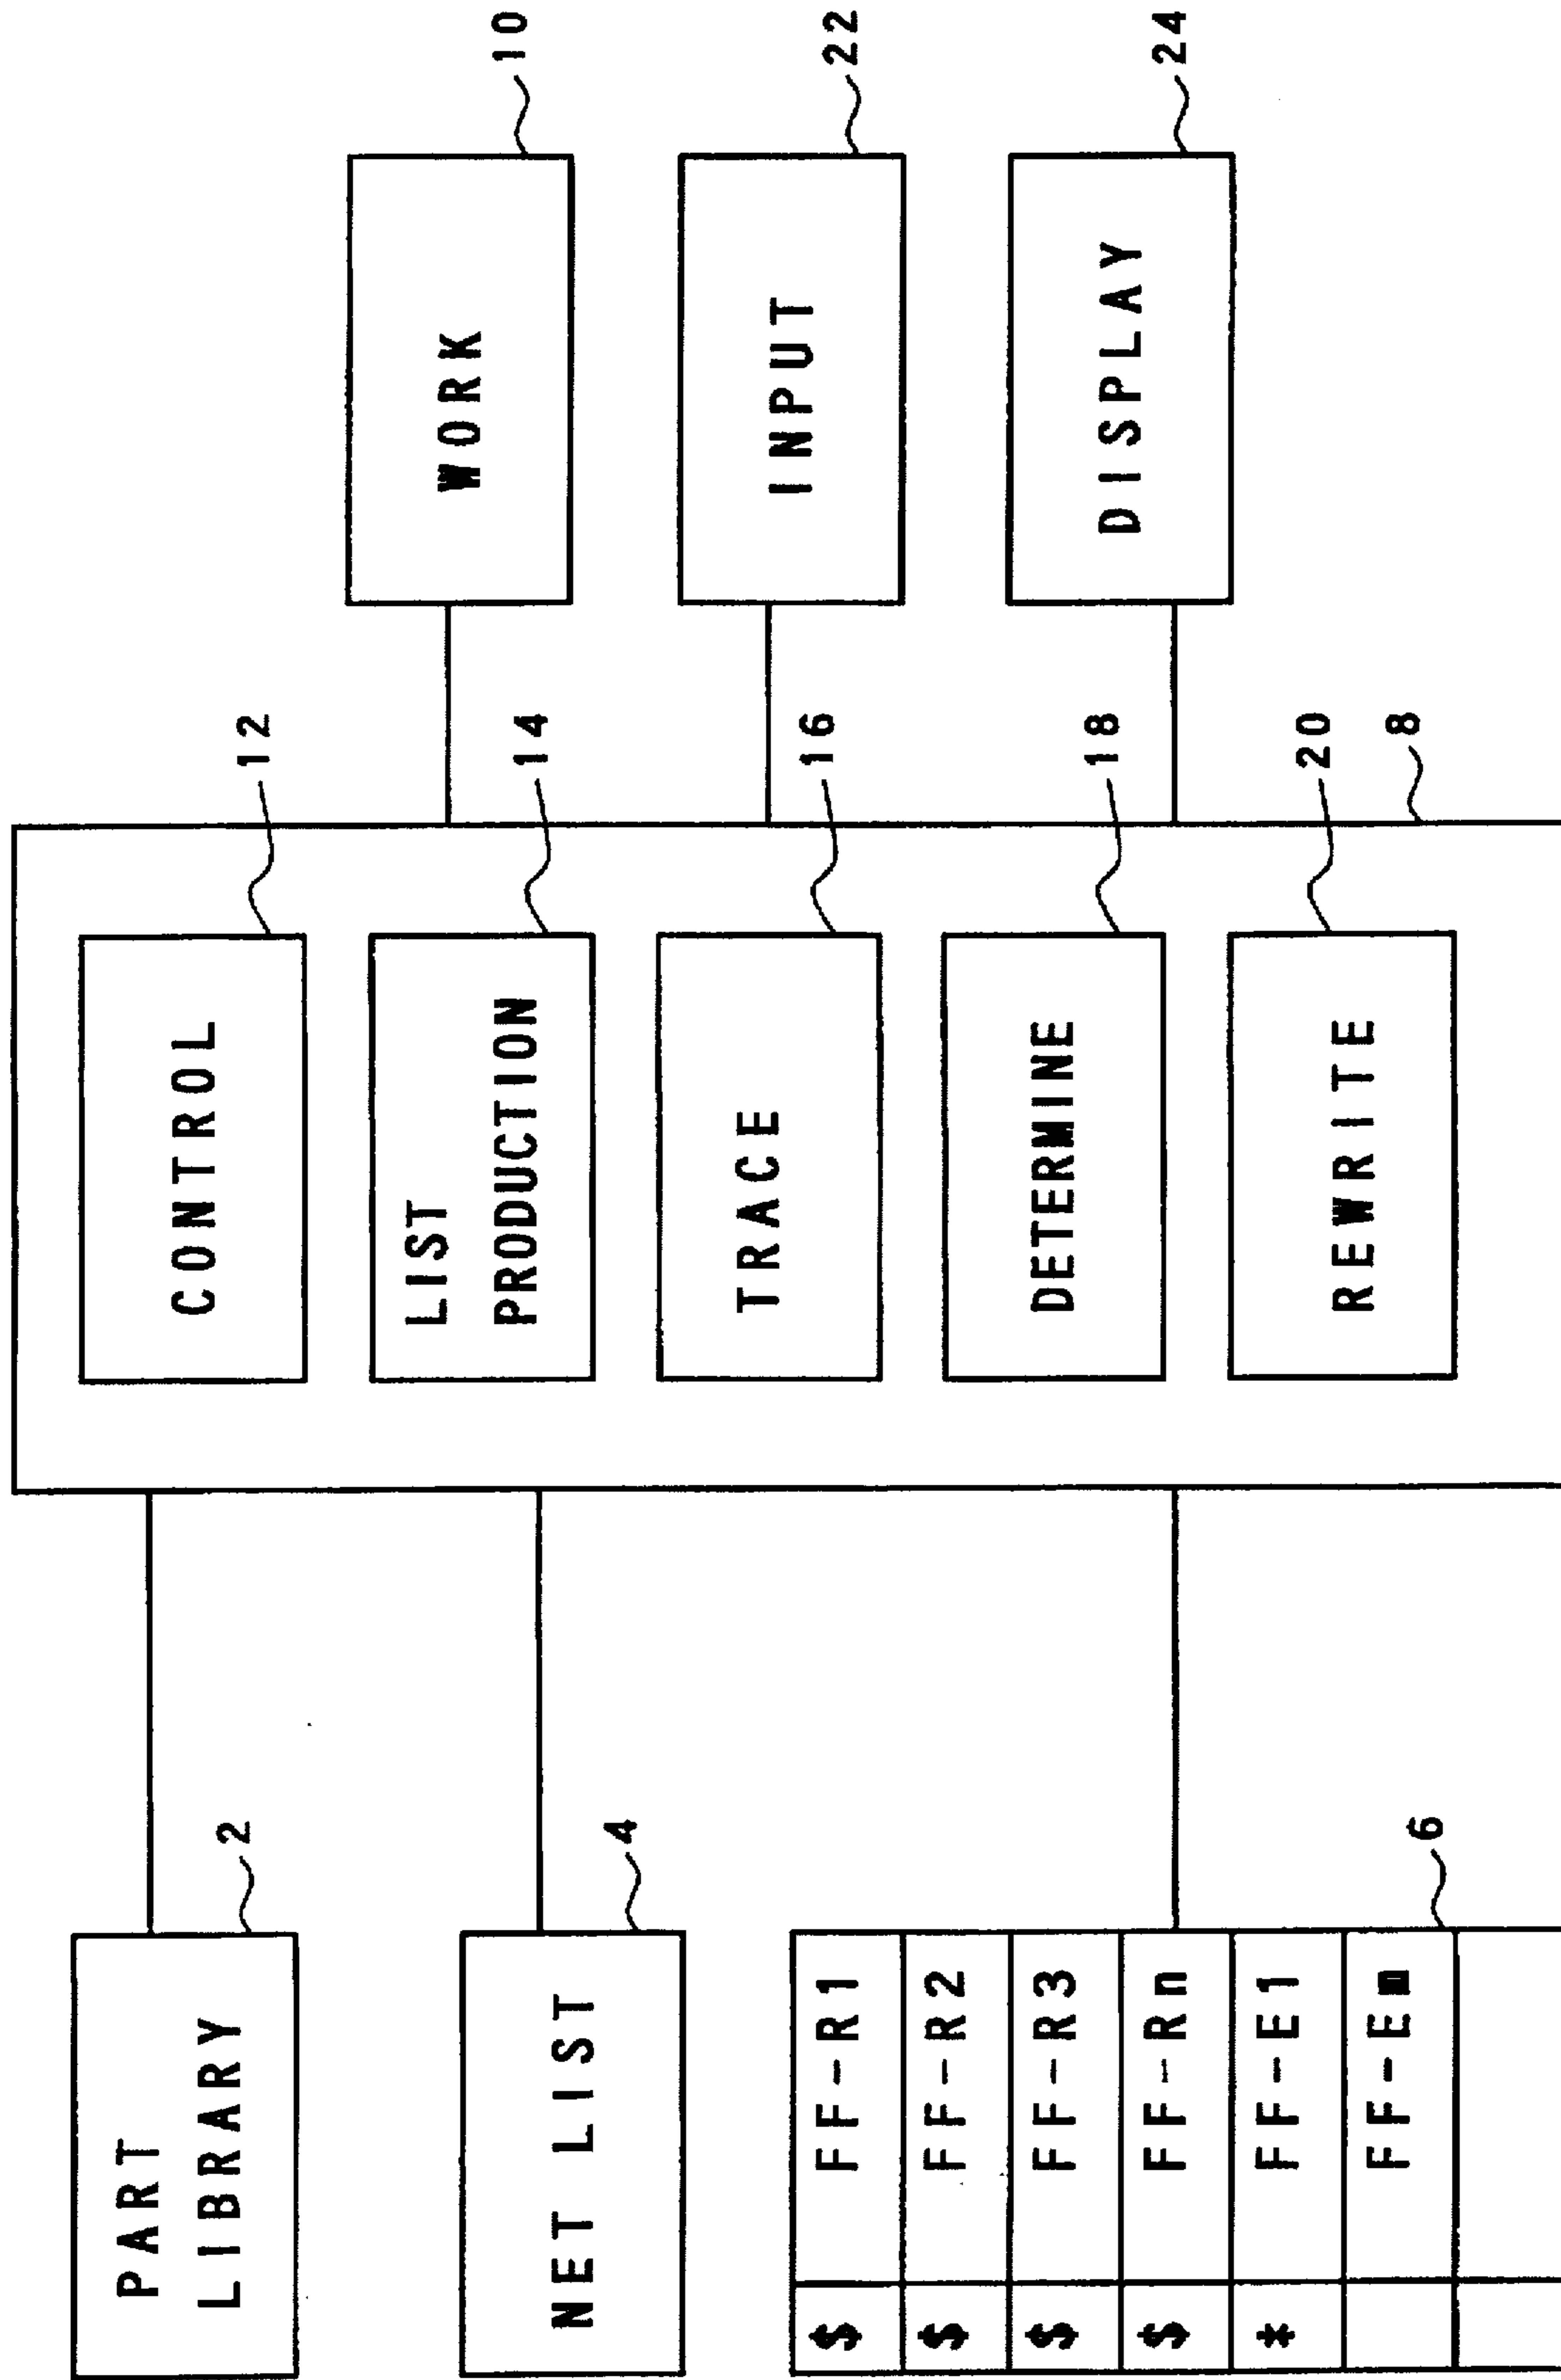 PART
LIBRARY
2
NET LIST
4
$ FF-R1
$ FF-R2
$ FF-R3
$ FF-Rn
* FF-E1
FF-Em
6
CONTROL
12
LIST
PRODUCTION
14
TRACE
16
DETERMINE
18
REWRITE
20
8
WORK
10
INPUT
22
DISPLAY
24